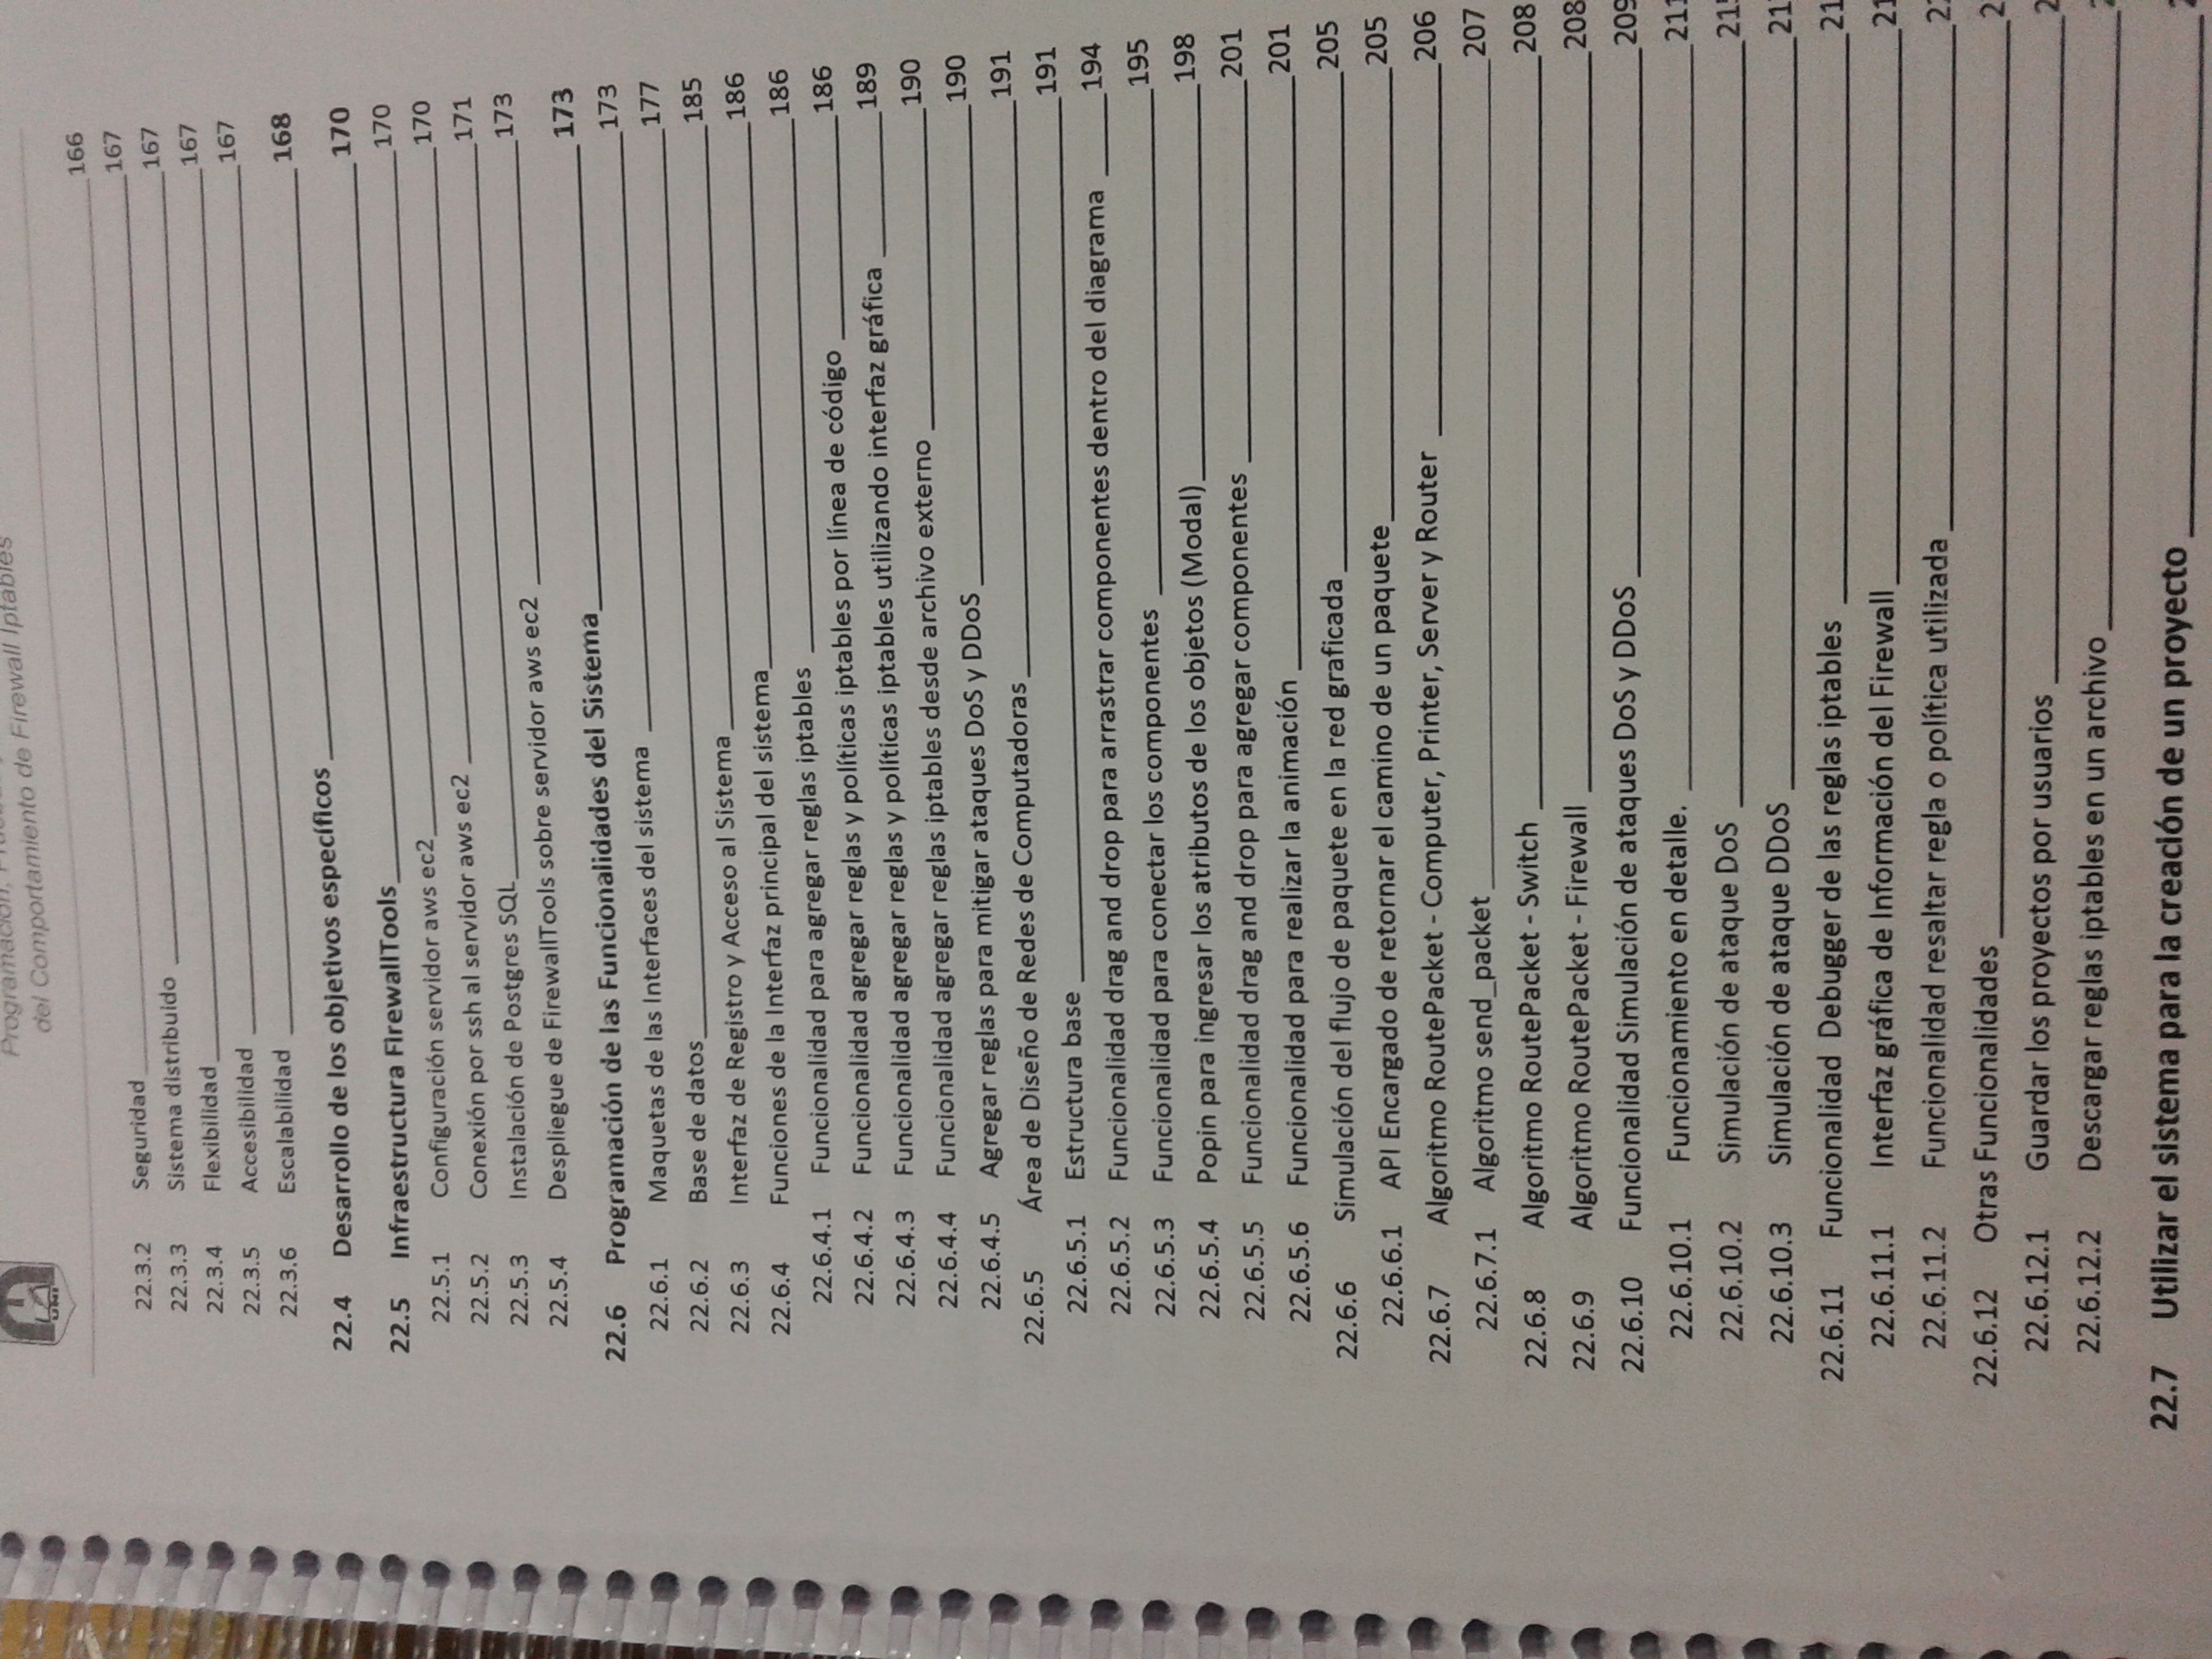 Programación
del Comportamiento de Firewall Iptables
22.3.2 Seguridad 166
22.3.3 Sistema distribuido 167
22.3.4 Flexibilidad 167
22.3.5 Accesibilidad 167
22.3.6 Escalabilidad 167
22.4 Desarrollo de los objetivos específicos 168
22.5 Infraestructura FirewallTools 170
22.5.1 Configuración servidor aws ec2 170
22.5.2 Conexión por ssh al servidor aws ec2 170
22.5.3 Instalación de Postgres SQL 171
22.5.4 Despliegue de FirewallTools sobre servidor aws ec2 173
22.6 Programación de las Funcionalidades del Sistema 173
22.6.1 Maquetas de las Interfaces del sistema 173
22.6.2 Base de datos 177
22.6.3 Interfaz de Registro y Acceso al Sistema 185
22.6.4 Funciones de la Interfaz principal del sistema 186
22.6.4.1 Funcionalidad para agregar reglas iptables 186
22.6.4.2 Funcionalidad agregar reglas y políticas iptables por línea de código 186
22.6.4.3 Funcionalidad agregar reglas y políticas iptables utilizando interfaz gráfica 189
22.6.4.4 Funcionalidad agregar reglas iptables desde archivo externo 190
22.6.4.5 Agregar reglas para mitigar ataques DoS y DDoS 190
22.6.5 Área de Diseño de Redes de Computadoras 191
22.6.5.1 Estructura base 191
22.6.5.2 Funcionalidad drag and drop para arrastrar componentes dentro del diagrama 194
22.6.5.3 Funcionalidad para conectar los componentes 195
22.6.5.4 Popin para ingresar los atributos de los objetos (Modal) 198
22.6.5.5 Funcionalidad drag and drop para agregar componentes 201
22.6.5.6 Funcionalidad para realizar la animación 201
22.6.6 Simulación del flujo de paquete en la red graficada 205
22.6.6.1 API Encargado de retornar el camino de un paquete 205
22.6.7 Algoritmo RoutePacket - Computer, Printer, Server y Router 206
22.6.7.1 Algoritmo send_packet 207
22.6.8 Algoritmo RoutePacket - Switch 208
22.6.9 Algoritmo RoutePacket - Firewall 208
22.6.10 Funcionalidad Simulación de ataques DoS y DDoS 209
22.6.10.1 Funcionamiento en detalle. 211
22.6.10.2 Simulación de ataque DoS
22.6.10.3 Simulación de ataque DDoS
22.6.11 Funcionalidad Debugger de las reglas iptables
22.6.11.1 Interfaz gráfica de Información del Firewall
22.6.11.2 Funcionalidad resaltar regla o política utilizada
22.6.12 Otras Funcionalidades
22.6.12.1 Guardar los proyectos por usuarios
22.6.12.2 Descargar reglas iptables en un archivo
22.7 Utilizar el sistema para la creación de un proyecto